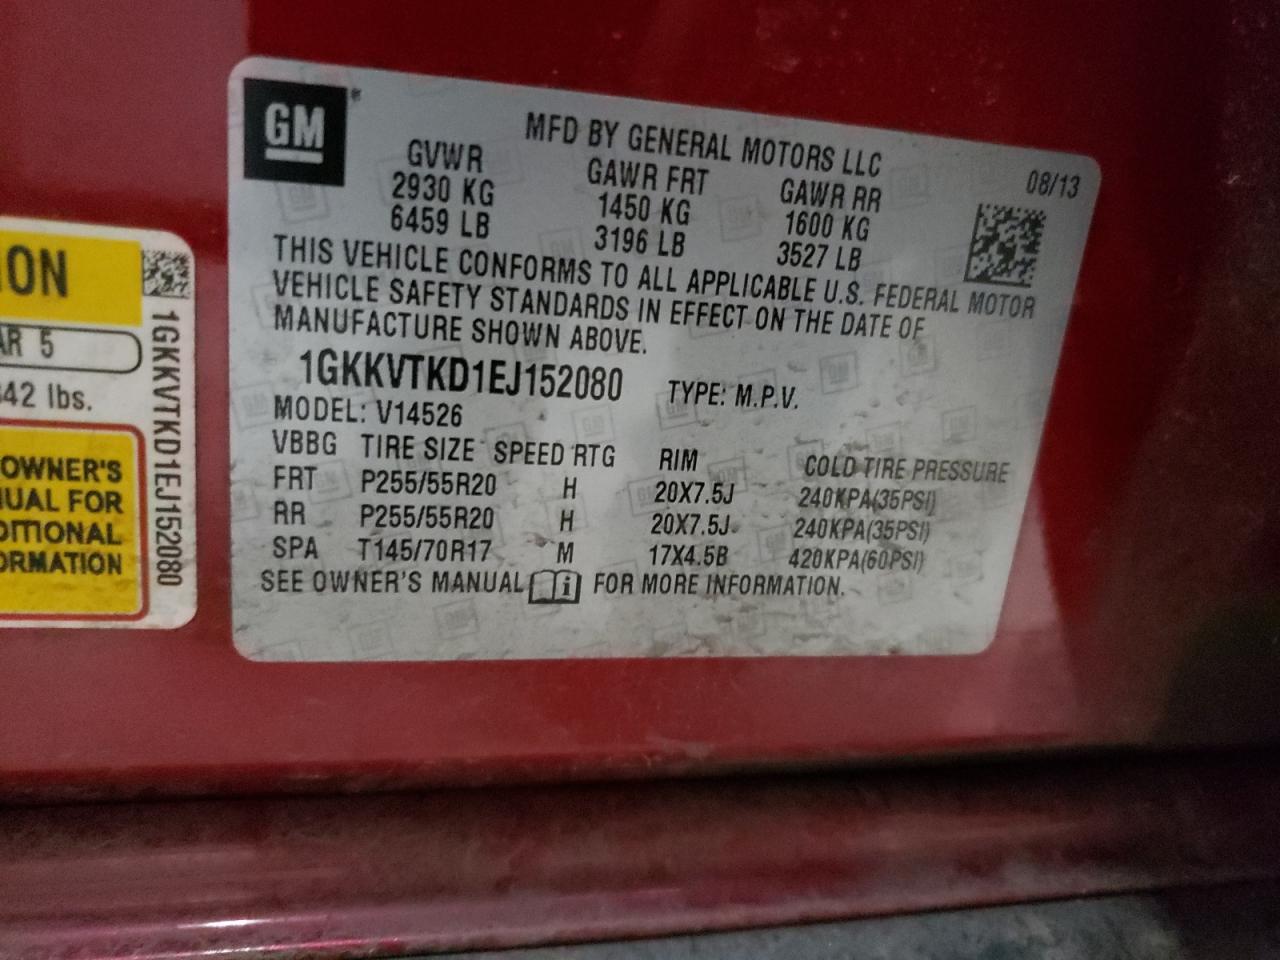 GM
MFD BY GENERAL MOTORS LLC
08/13
GVWR GAWR FRT GAWR RR
2930 KG 1450 KG 1600 KG
6459 LB 3196 LB 3527 LB
THIS VEHICLE CONFORMS TO ALL APPLICABLE U.S. FEDERAL MOTOR
VEHICLE SAFETY STANDARDS IN EFFECT ON THE DATE OF
MANUFACTURE SHOWN ABOVE.
1GKKVTKD1EJ152080 TYPE: M.P.V.
MODEL: V14526
VBBG TIRE SIZE SPEED RTG RIM COLD TIRE PRESSURE
FRT P255/55R20 H 20X7.5J 240KPA(35PSI)
RR P255/55R20 H 20X7.5J 240KPA(35PSI)
SPA T145/70R17 M 17X4.5B 420KPA(60PSI)
SEE OWNER'S MANUAL i FOR MORE INFORMATION.
ION
AR 5
42 lbs.
OWNER'S
UAL FOR
DITIONAL
ORMATION
1GKKVTKD1EJ152080